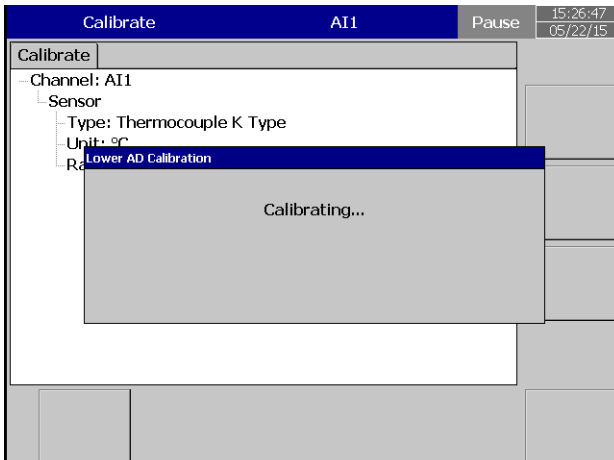 Calibrate AI1 Pause 15:26:47
05/22/15
Calibrate
Channel: AI1
Sensor
Type: Thermocouple K Type
Unit: °C
Ra
Lower AD Calibration
Calibrating...